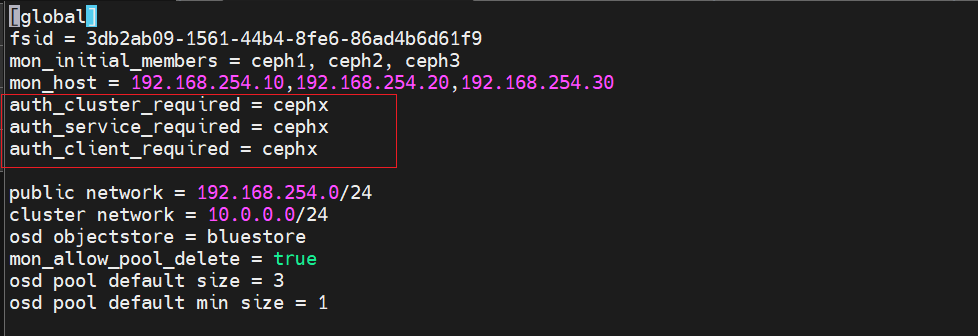 [global]
fsid = 3db2ab09-1561-44b4-8fe6-86ad4b6d61f9
mon_initial_members = ceph1, ceph2, ceph3
mon_host = 192.168.254.10,192.168.254.20,192.168.254.30
auth_cluster_required = cephx
auth_service_required = cephx
auth_client_required = cephx
public network = 192.168.254.0/24
cluster network = 10.0.0.0/24
osd objectstore = bluestore
mon_allow_pool_delete = true
osd pool default size = 3
osd pool default min size = 1